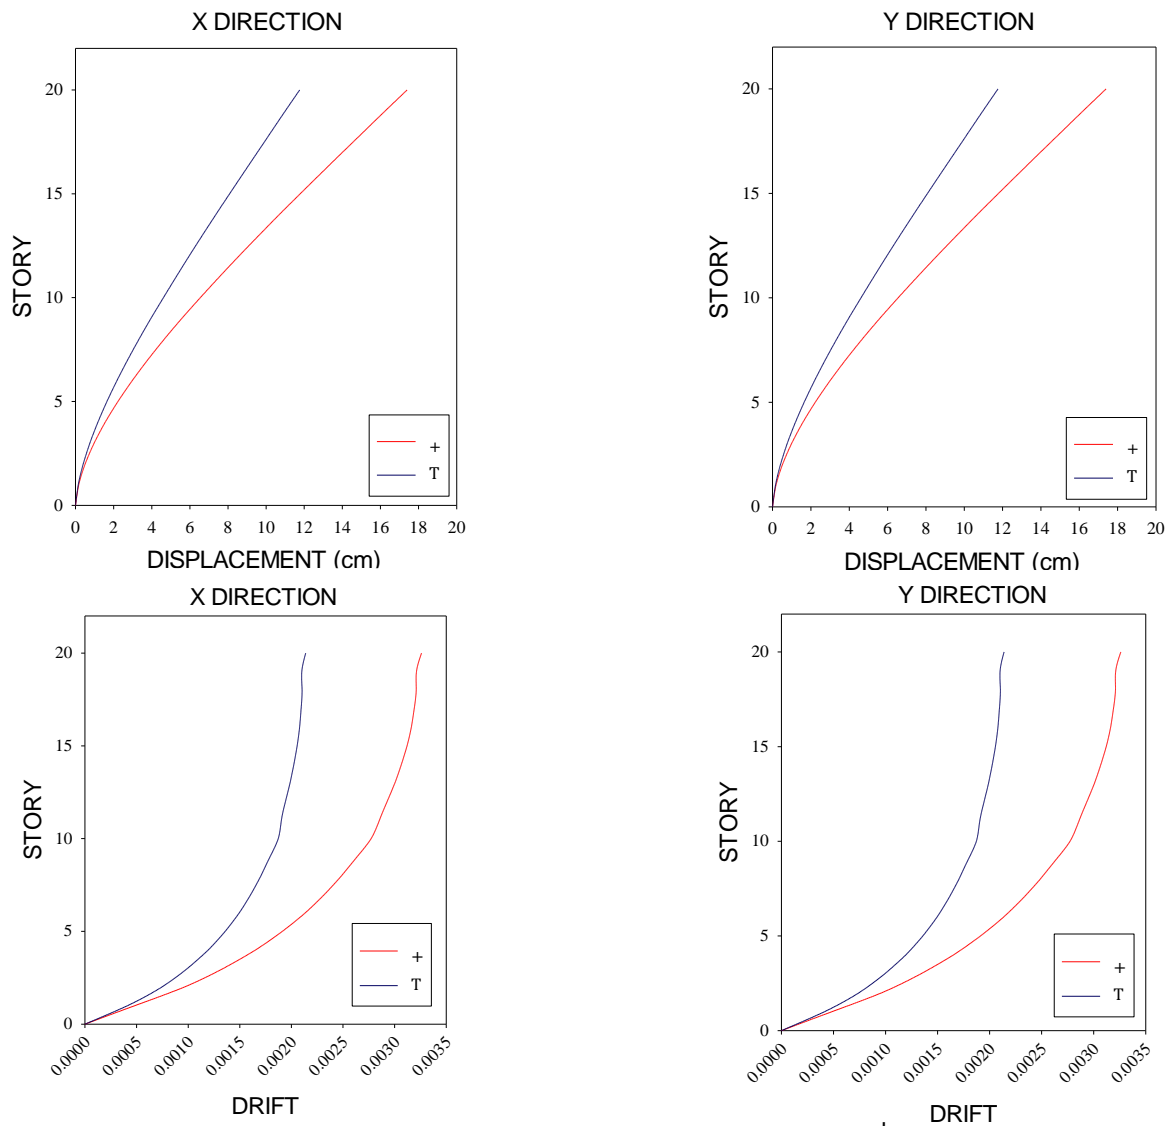 X DIRECTION
20
15
10
5
0
STORY
+
T
0 2 4 6 8 10 12 14 16 18 20
DISPLACEMENT (cm)
Y DIRECTION
20
15
10
5
0
STORY
+
T
0 2 4 6 8 10 12 14 16 18 20
DISPLACEMENT (cm)
X DIRECTION
20
15
10
5
0
STORY
+
T
0.0000 0.0005 0.0010 0.0015 0.0020 0.0025 0.0030 0.0035
DRIFT
Y DIRECTION
20
15
10
5
0
STORY
+
T
0.0000 0.0005 0.0010 0.0015 0.0020 0.0025 0.0030 0.0035
DRIFT